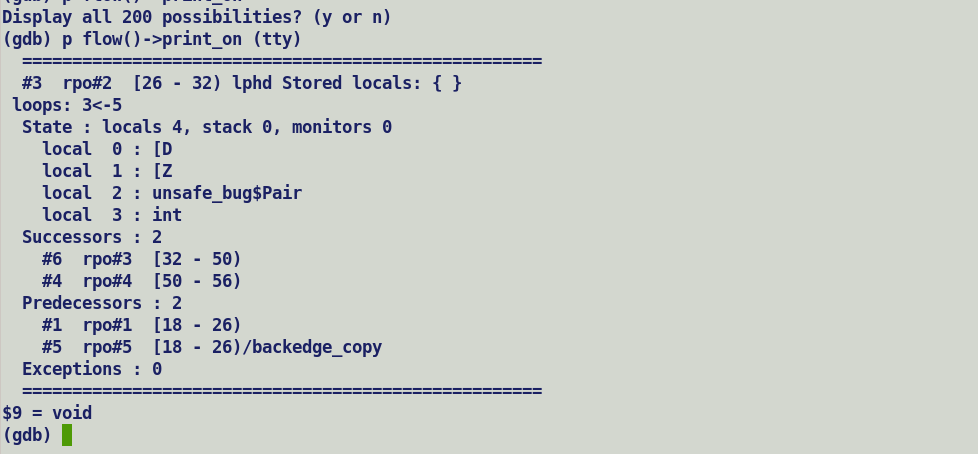 (gdb) p flow()->print_on
Display all 200 possibilities? (y or n)
(gdb) p flow()->print_on (tty)
  ====================================================
  #3  rpo#2  [26 - 32) lphd Stored locals: { }
 loops: 3<-5
  State : locals 4, stack 0, monitors 0
    local  0 : [D
    local  1 : [Z
    local  2 : unsafe_bug$Pair
    local  3 : int
  Successors : 2
    #6  rpo#3  [32 - 50)
    #4  rpo#4  [50 - 56)
  Predecessors : 2
    #1  rpo#1  [18 - 26)
    #5  rpo#5  [18 - 26)/backedge_copy
  Exceptions : 0
  ====================================================
$9 = void
(gdb)